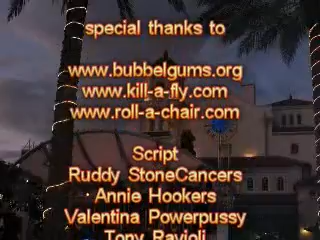 special thanks to
www.bubbelgums.org
www.kill-a-fly.com
www.roll-a-chair.com
Script
Ruddy StoneCancers
Annie Hookers
Valentina Powerpussy
Tony Ravioli